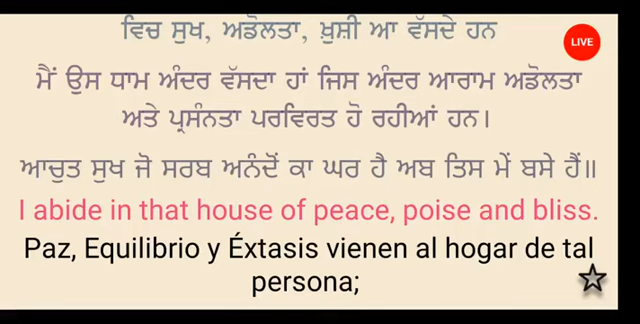 ਵਿਚ ਸੁਖ, ਅਡੋਲਤਾ, ਖ਼ੁਸ਼ੀ ਆ ਵੱਸਦੇ ਹਨ
LIVE
ਮੈਂ ਉਸ ਧਾਮ ਅੰਦਰ ਵੱਸਦਾ ਹਾਂ ਜਿਸ ਅੰਦਰ ਆਰਾਮ ਅਡੋਲਤਾ
ਅਤੇ ਪ੍ਰਸੰਨਤਾ ਪਰਵਿਰਤ ਹੋ ਰਹੀਆਂ ਹਨ।
ਆਚੁਤ ਸੁਖ ਜੋ ਸਰਬ ਅਨੰਦੋਂ ਕਾ ਘਰ ਹੈ ਅਬ ਤਿਸ ਮੇਂ ਬਸੇ ਹੈਂ॥
I abide in that house of peace, poise and bliss.
Paz, Equilibrio y Éxtasis vienen al hogar de tal
persona;